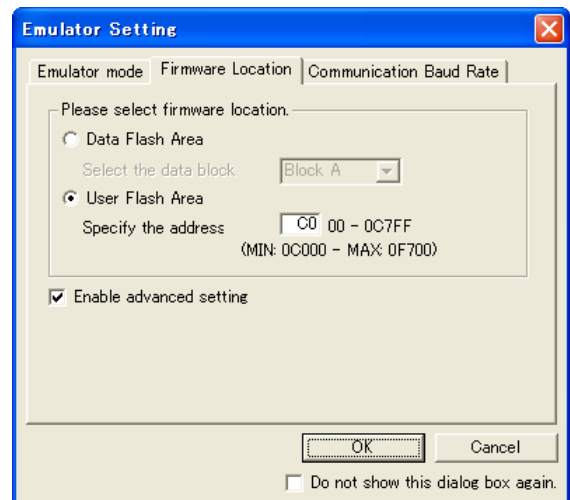 Emulator Setting
Emulator mode
Firmware Location
Communication Baud Rate
Please select firmware location.
Data Flash Area
Select the data block
Block A
User Flash Area
Specify the address
C0 00 - 0C7FF
(MIN: 0C000 - MAX: 0F700)
Enable advanced setting
OK
Cancel
Do not show this dialog box again.